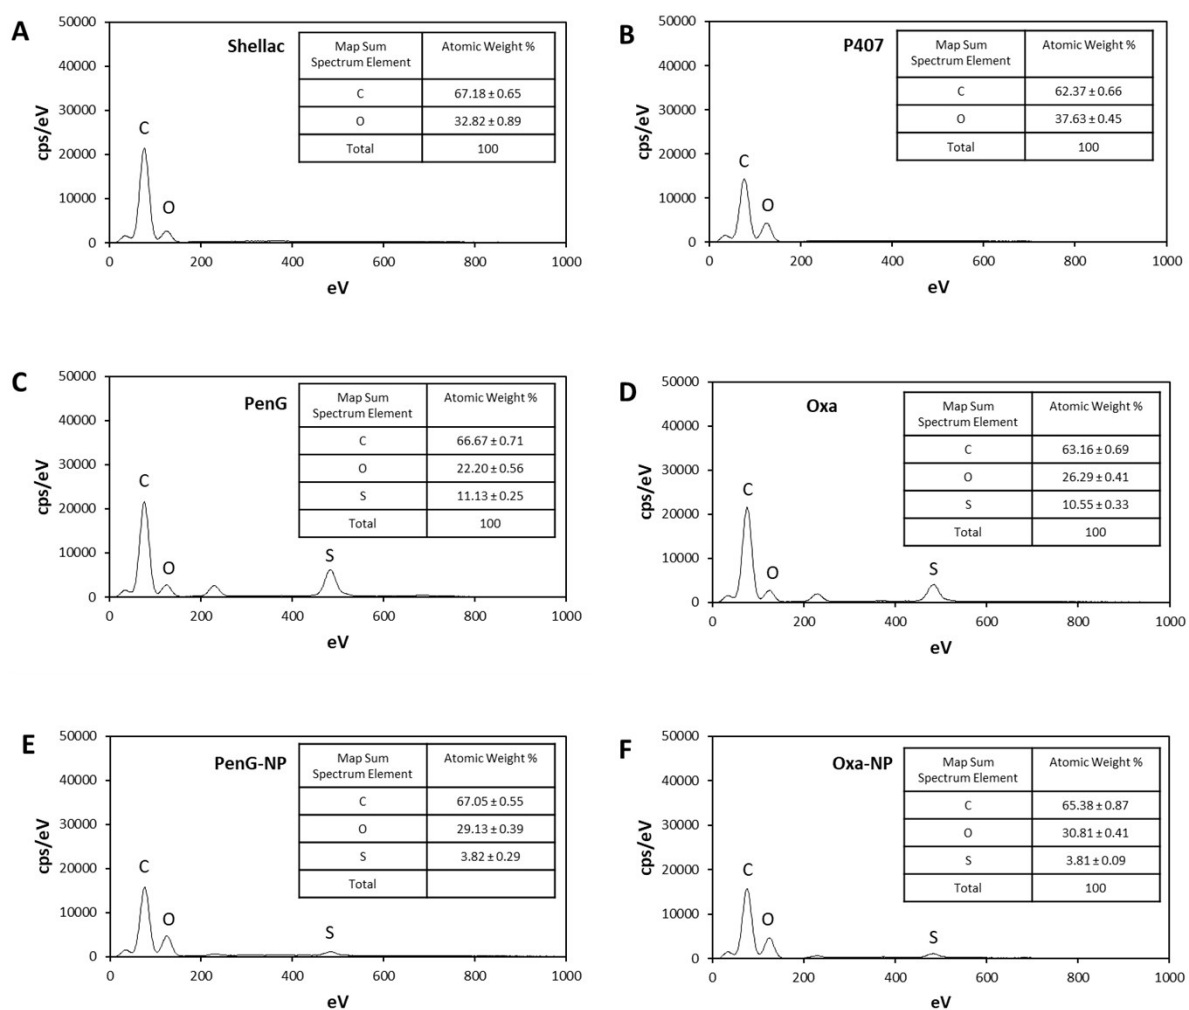 A
Shellac
Map Sum Spectrum Element Atomic Weight %
C 67.18 ± 0.65
O 32.82 ± 0.89
Total 100
50000
40000
30000
20000
10000
0
cps/eV
C
O
0 200 400 600 800 1000
eV
B
P407
Map Sum Spectrum Element Atomic Weight %
C 62.37 ± 0.66
O 37.63 ± 0.45
Total 100
50000
40000
30000
20000
10000
0
cps/eV
C
O
0 200 400 600 800 1000
eV
C
PenG
Map Sum Spectrum Element Atomic Weight %
C 66.67 ± 0.71
O 22.20 ± 0.56
S 11.13 ± 0.25
Total 100
50000
40000
30000
20000
10000
0
cps/eV
C
O
S
0 200 400 600 800 1000
eV
D
Oxa
Map Sum Spectrum Element Atomic Weight %
C 63.16 ± 0.69
O 26.29 ± 0.41
S 10.55 ± 0.33
Total 100
50000
40000
30000
20000
10000
0
cps/eV
C
O
S
0 200 400 600 800 1000
eV
E
PenG-NP
Map Sum Spectrum Element Atomic Weight %
C 67.05 ± 0.55
O 29.13 ± 0.39
S 3.82 ± 0.29
Total
50000
40000
30000
20000
10000
0
cps/eV
C
O
S
0 200 400 600 800 1000
eV
F
Oxa-NP
Map Sum Spectrum Element Atomic Weight %
C 65.38 ± 0.87
O 30.81 ± 0.41
S 3.81 ± 0.09
Total 100
50000
40000
30000
20000
10000
0
cps/eV
C
O
S
0 200 400 600 800 1000
eV